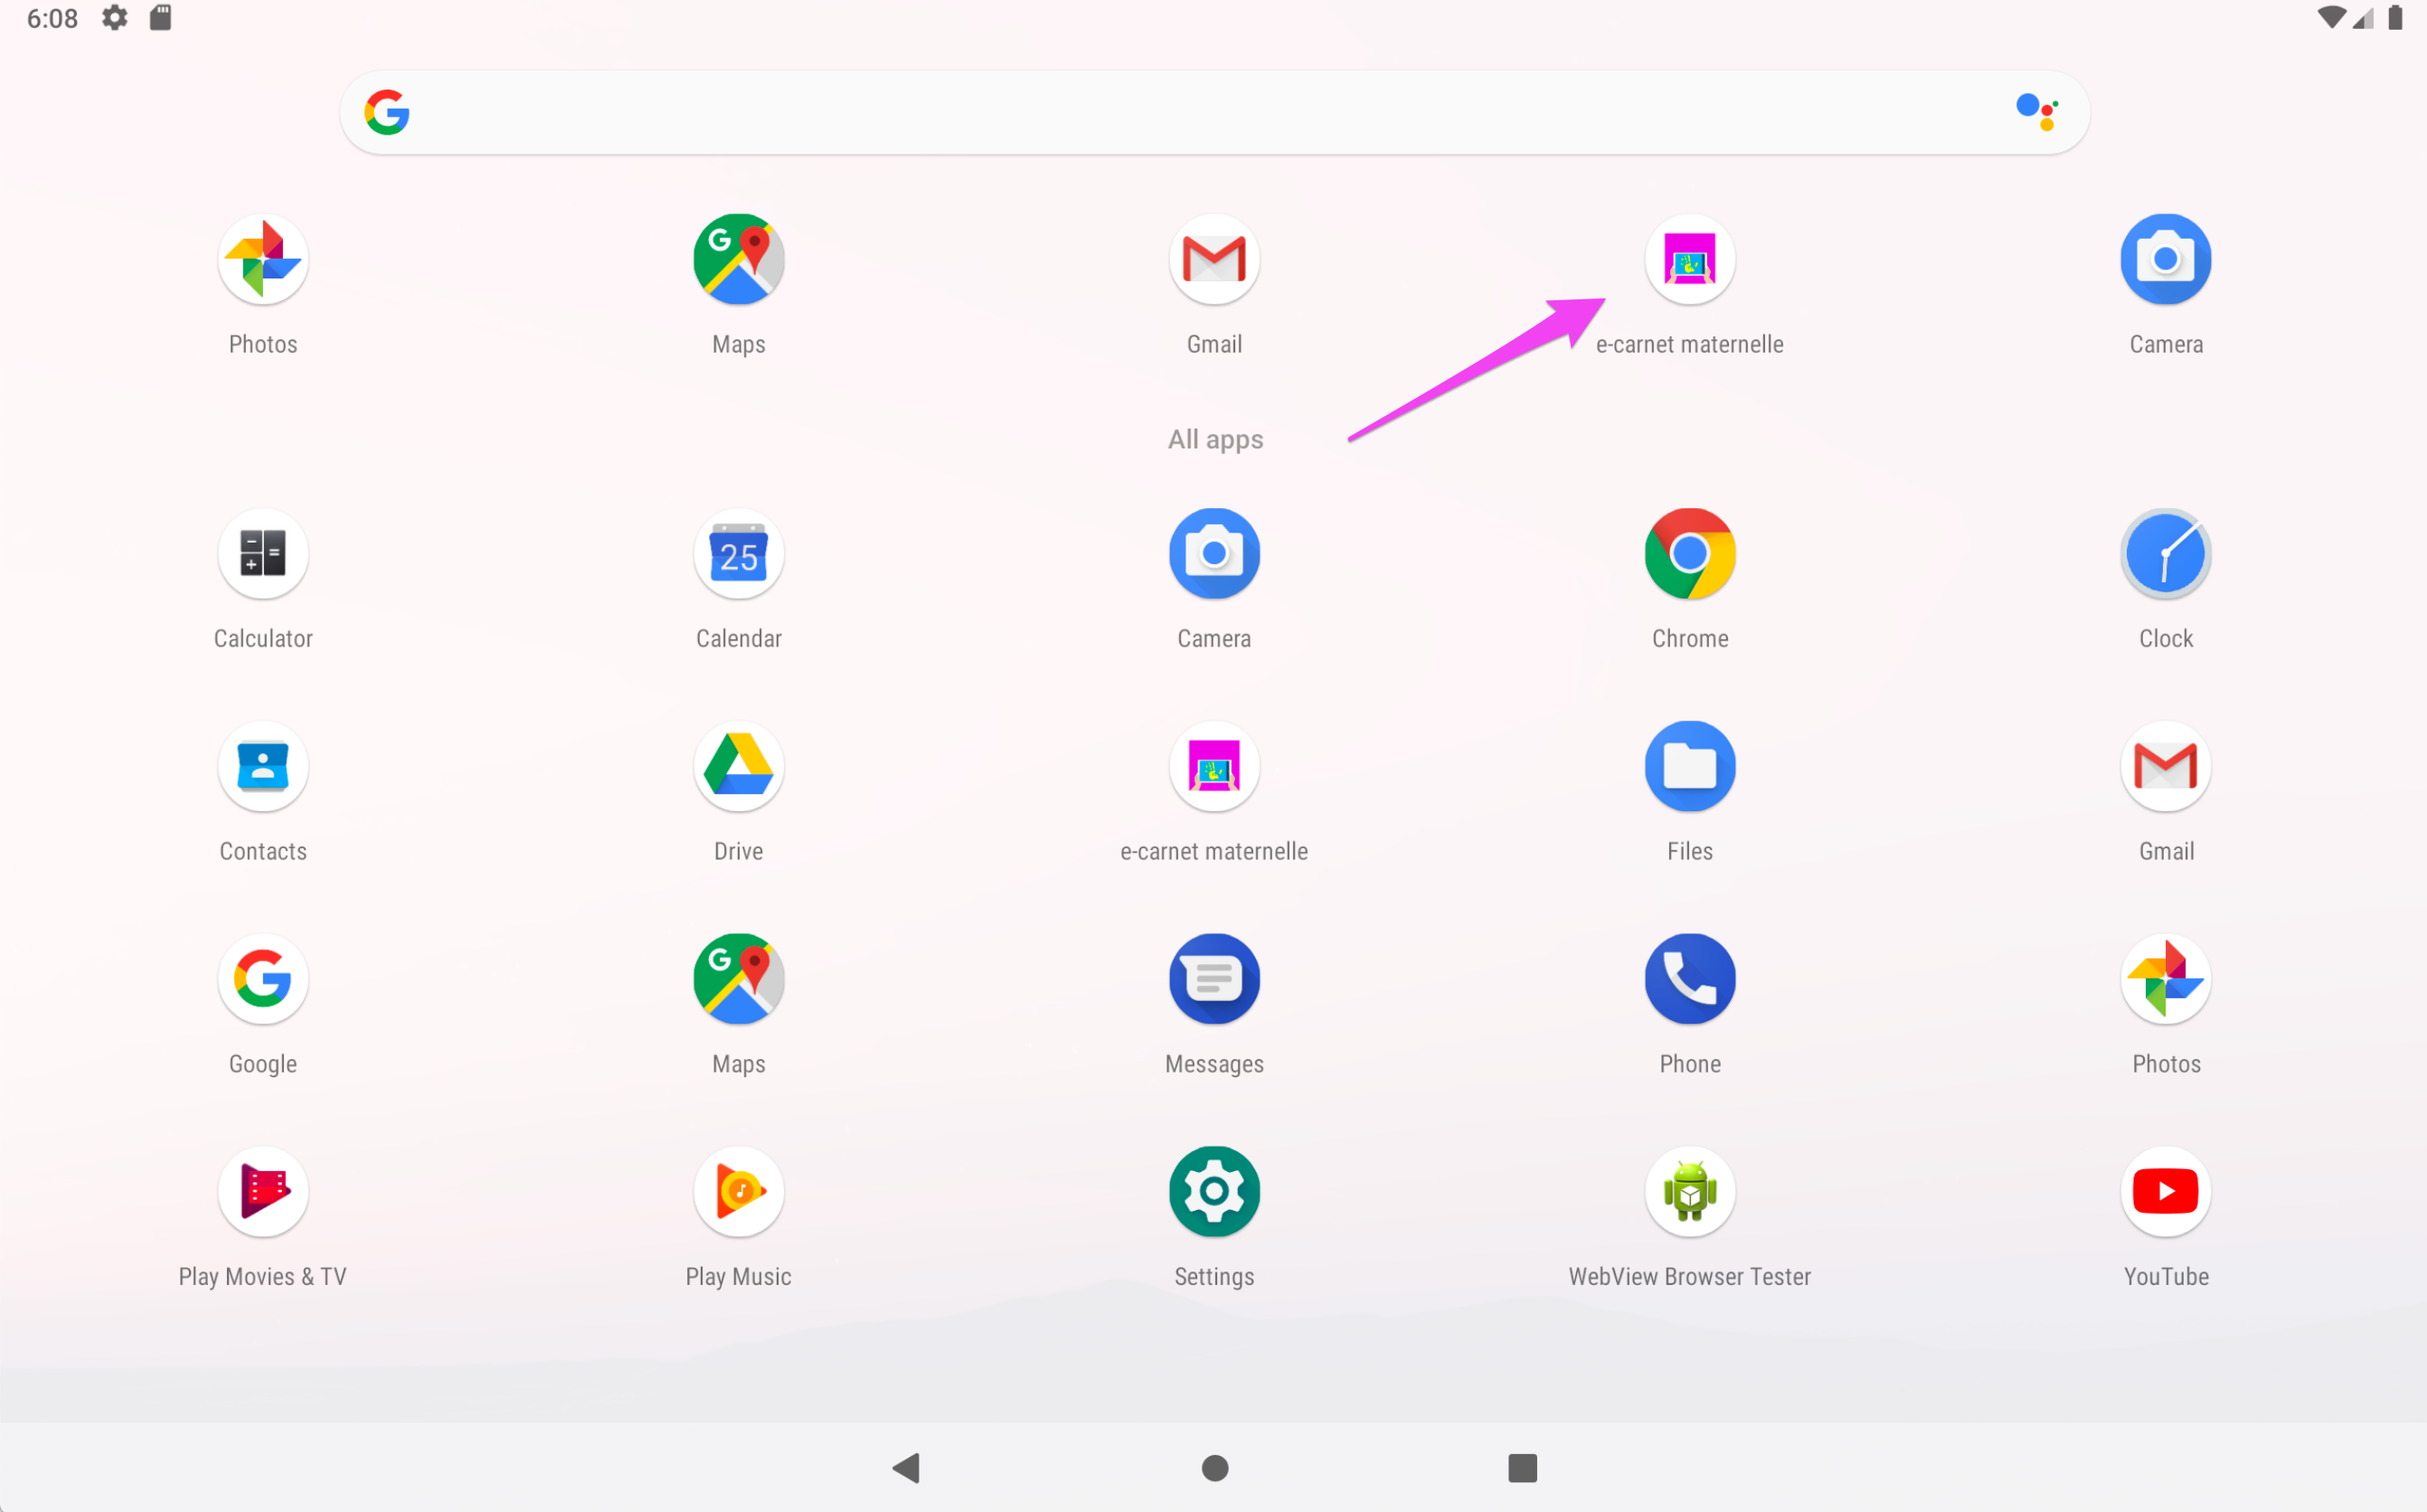 6:08
Photos
Maps
Gmail
e-carnet maternelle
Camera
All apps
Calculator
Calendar
Camera
Chrome
Clock
Contacts
Drive
e-carnet maternelle
Files
Gmail
Google
Maps
Messages
Phone
Photos
Play Movies & TV
Play Music
Settings
WebView Browser Tester
YouTube
25